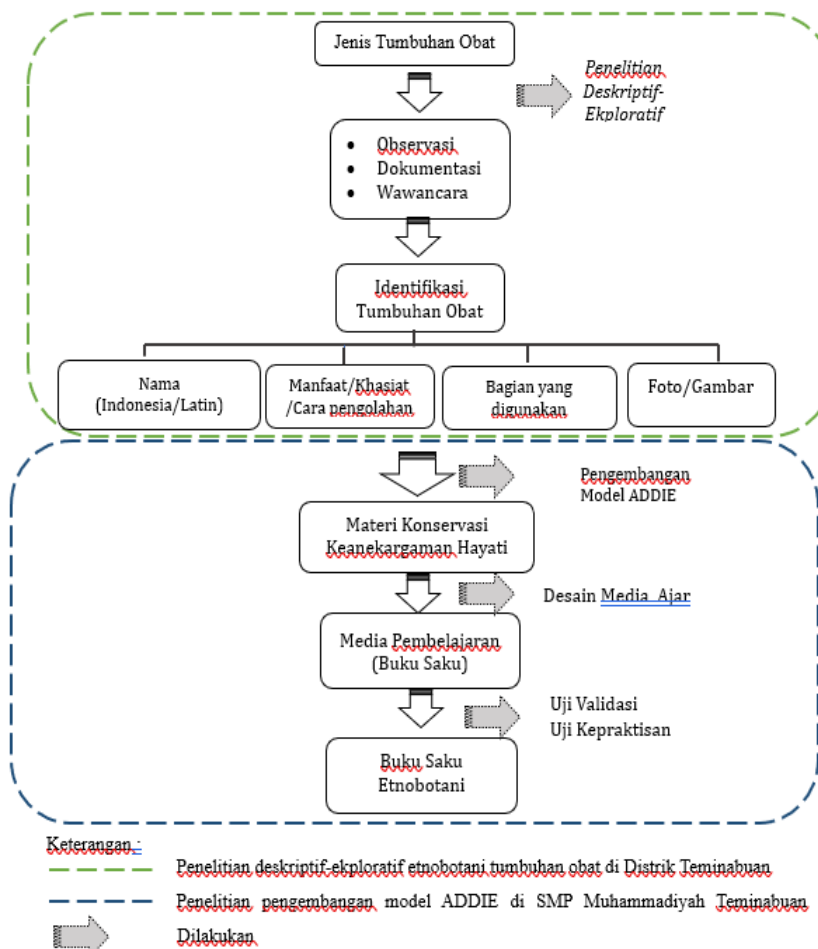 Jenis Tumbuhan Obat
Penelitian
Deskriptif-
Ekploratif
• Observasi
• Dokumentasi
• Wawancara
Identifikasi
Tumbuhan Obat
Nama
(Indonesia/Latin)
Manfaat/Khasiat
/Cara pengolahan
Bagian yang
digunakan
Foto/Gambar
Pengembangan
Model ADDIE
Materi Konservasi
Keanekargaman Hayati
Desain Media Ajar
Media Pembelajaran
(Buku Saku)
Uji Validasi
Uji Kepraktisan
Buku Saku
Etnobotani
Keterangan :
Penelitian deskriptif-ekploratif etnobotani tumbuhan obat di Distrik Teminabuan
Penelitian pengembangan model ADDIE di SMP Muhammadiyah Teminabuan
Dilakukan